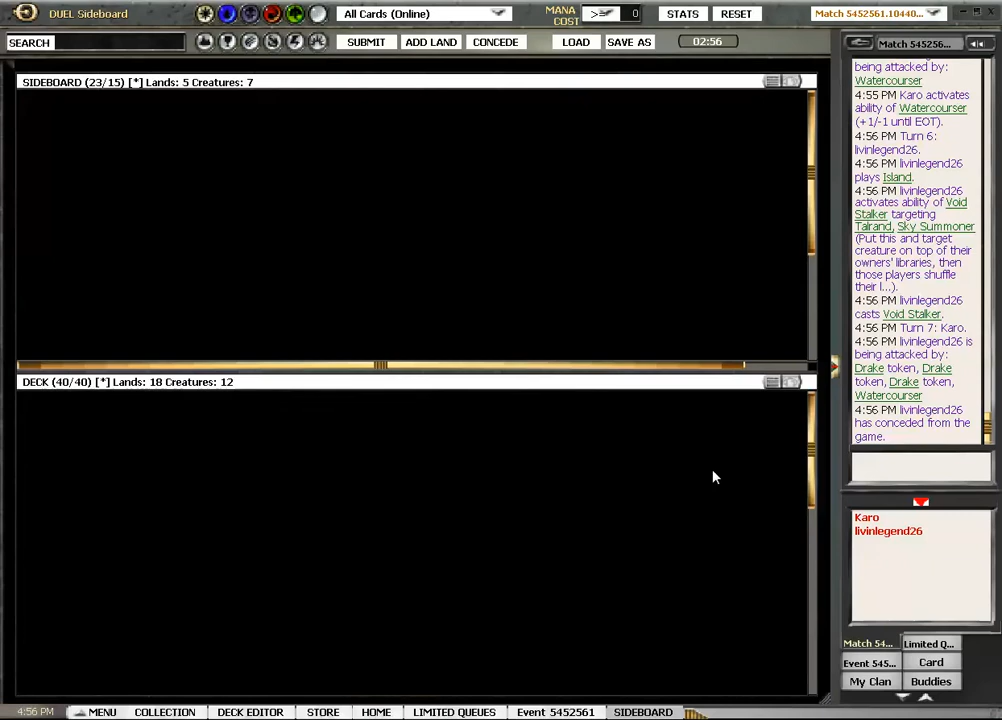 DUEL Sideboard
All Cards (Online)
MANA COST
>=
0
STATS
RESET
Match 5452561.10440...
SEARCH
SUBMIT
ADD LAND
CONCEDE
LOAD
SAVE AS
02:56
Match 545256...
SIDEBOARD (23/15) [*] Lands: 5 Creatures: 7
DECK (40/40) [*] Lands: 18 Creatures: 12
being attacked by:
Watercourser
4:55 PM Karo activates
ability of Watercourser
(+1/-1 until EOT).
4:56 PM Turn 6:
livinlegend26.
4:56 PM livinlegend26
plays Island.
4:56 PM livinlegend26
activates ability of Void
Stalker targeting
Talrand, Sky Summoner
(Put this and target
creature on top of their
owners' libraries, then
those players shuffle
their l...).
4:56 PM livinlegend26
casts Void Stalker.
4:56 PM Turn 7: Karo.
4:56 PM livinlegend26 is
being attacked by:
Drake token, Drake
token, Drake token,
Watercourser
4:56 PM livinlegend26
has conceded from the
game.
Karo
livinlegend26
Match 54...
Limited Q...
Event 545...
Card
My Clan
Buddies
4:56 PM
MENU
COLLECTION
DECK EDITOR
STORE
HOME
LIMITED QUEUES
Event 5452561
SIDEBOARD